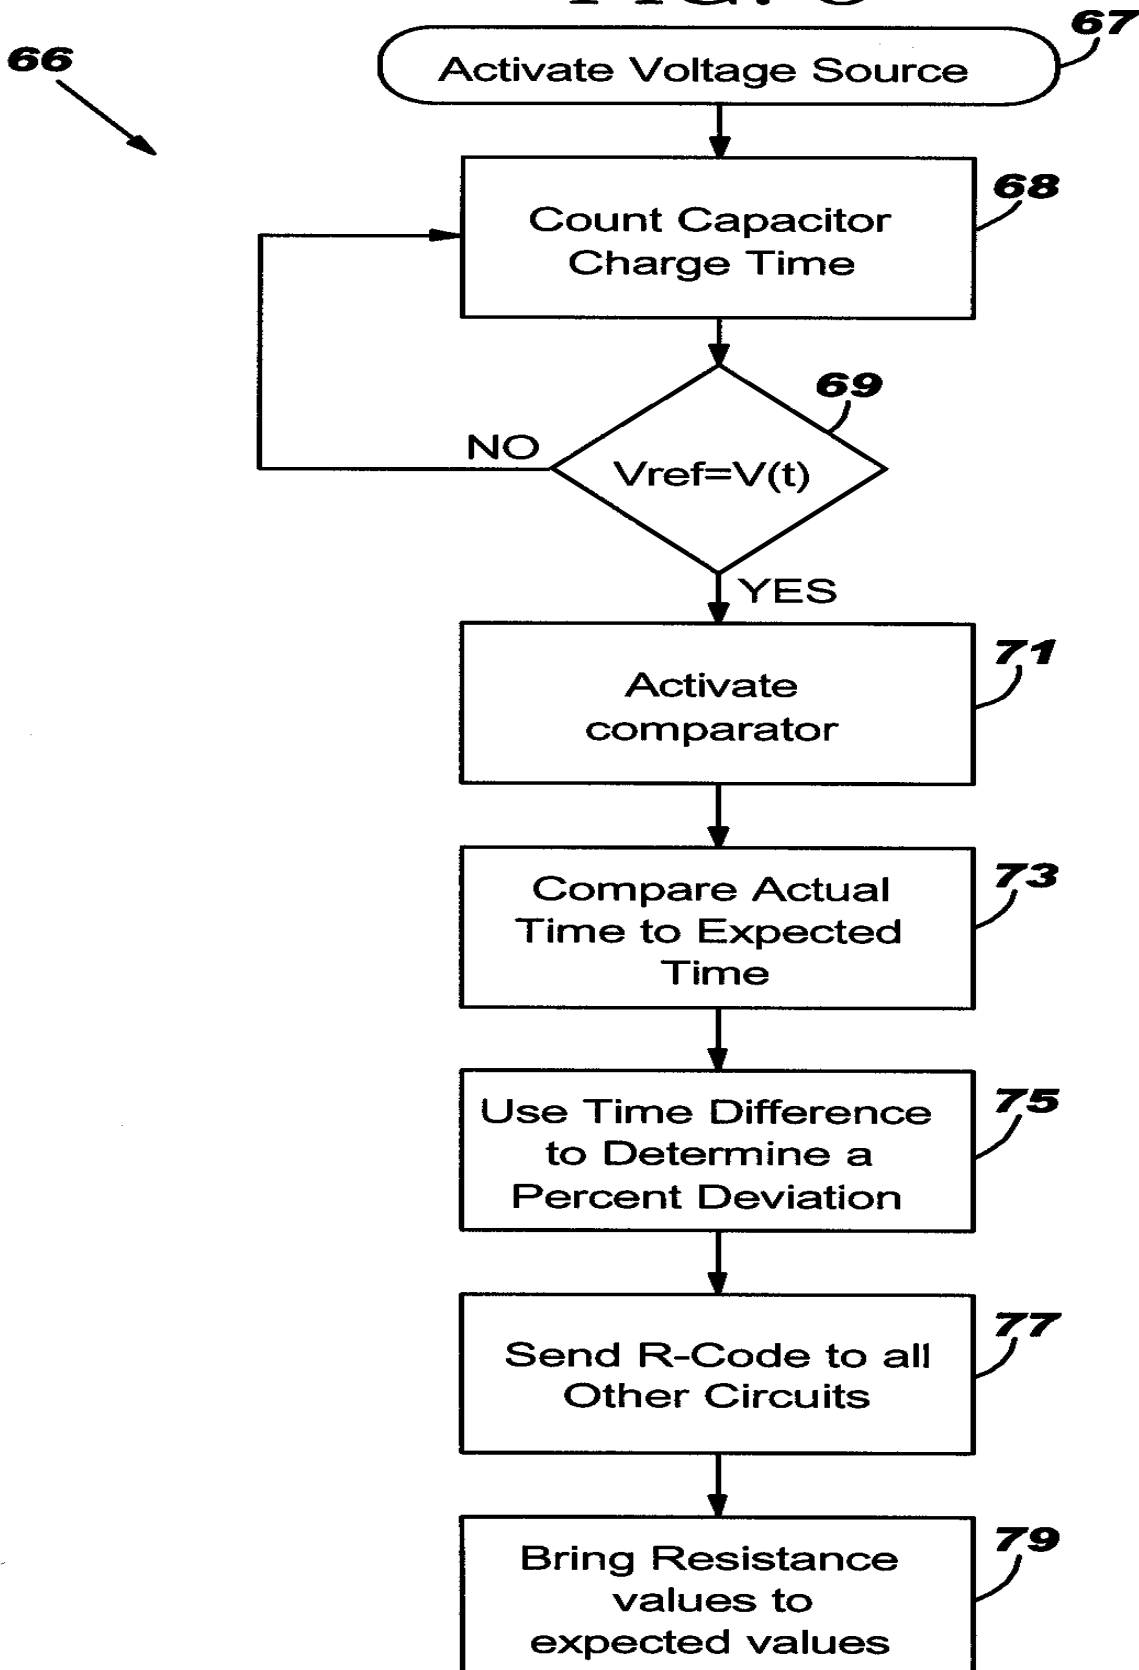 67
66
Activate Voltage Source
68
Count Capacitor
Charge Time
69
NO
Vref=V(t)
YES
71
Activate
comparator
73
Compare Actual
Time to Expected
Time
75
Use Time Difference
to Determine a
Percent Deviation
77
Send R-Code to all
Other Circuits
79
Bring Resistance
values to
expected values